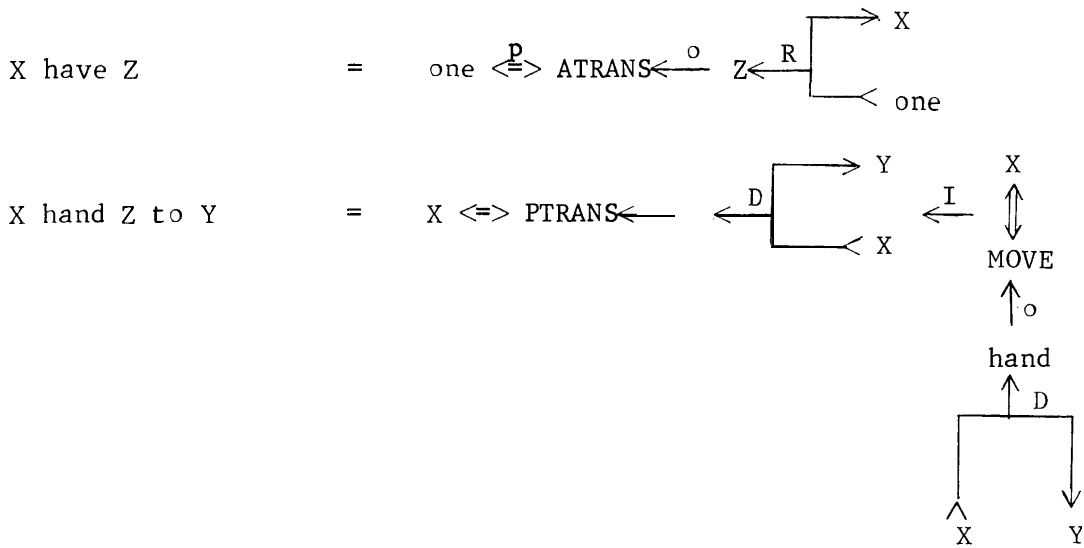 X
p
X have Z = one <=> ATRANS o Z R
one
Y X
X hand Z to Y = X <=> PTRANS D I
X
MOVE
o
hand
D
X Y